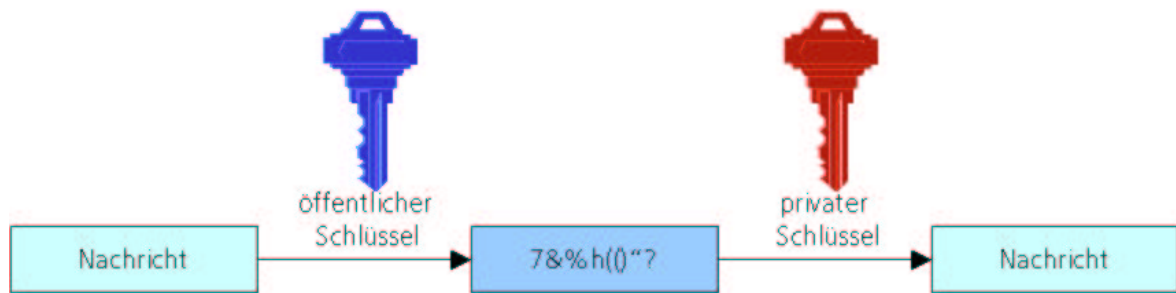 öffentlicher
Schlüssel
privater
Schlüssel
Nachricht
7&%h(()“?
Nachricht